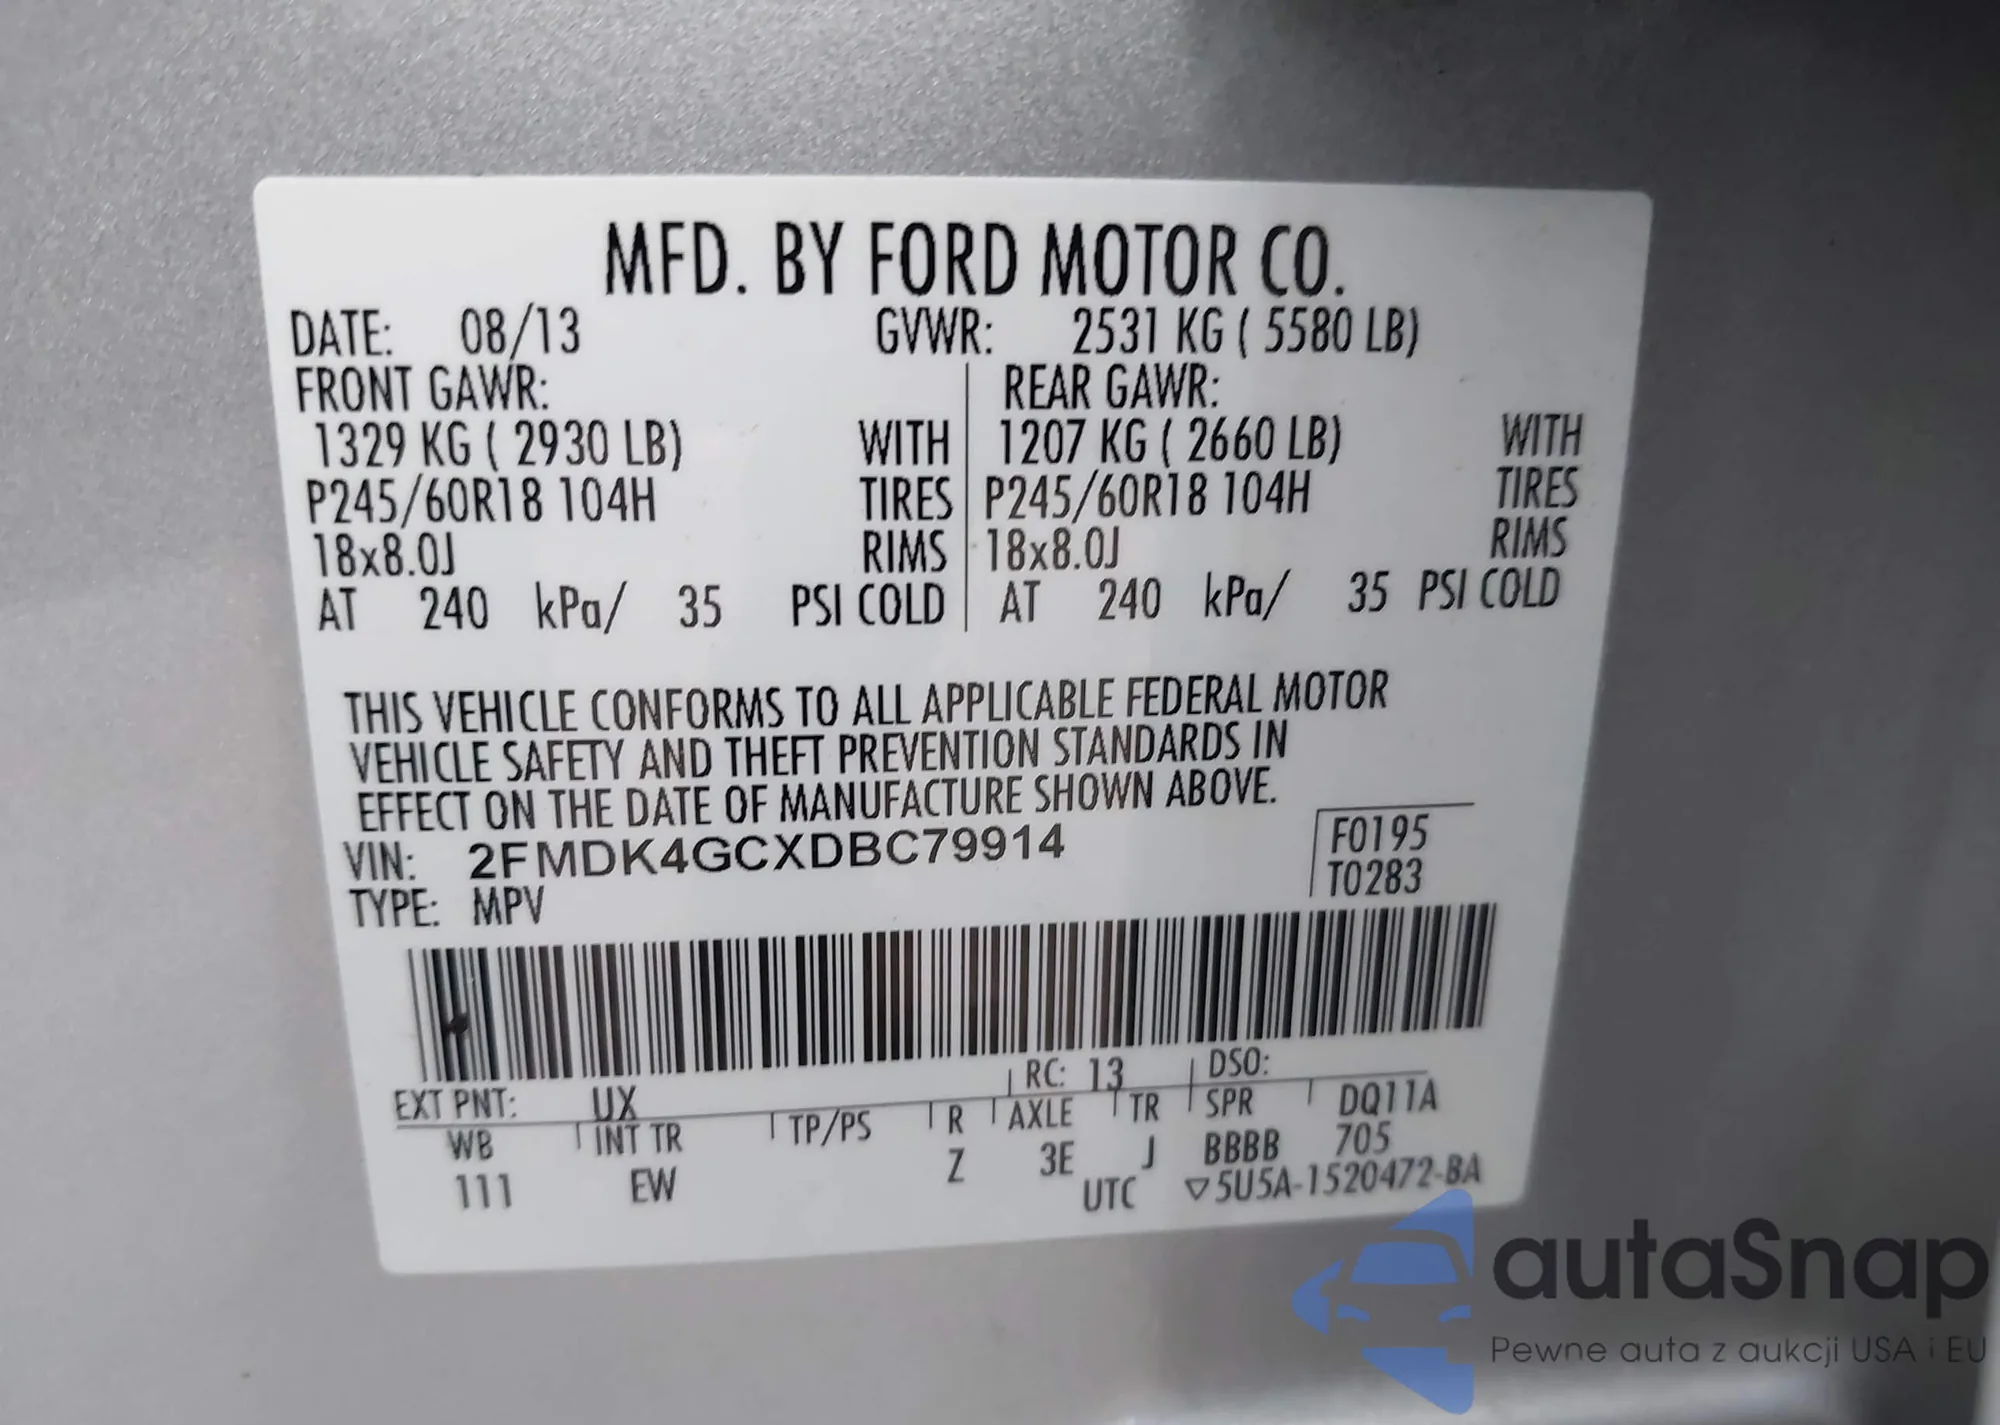 MFD. BY FORD MOTOR CO.
DATE: 08/13 GVWR: 2531 KG ( 5580 LB)
FRONT GAWR: REAR GAWR:
1329 KG ( 2930 LB) WITH 1207 KG ( 2660 LB) WITH
P245/60R18 104H TIRES P245/60R18 104H TIRES
18x8.0J RIMS 18x8.0J RIMS
AT 240 kPa/ 35 PSI COLD AT 240 kPa/ 35 PSI COLD
THIS VEHICLE CONFORMS TO ALL APPLICABLE FEDERAL MOTOR
VEHICLE SAFETY AND THEFT PREVENTION STANDARDS IN
EFFECT ON THE DATE OF MANUFACTURE SHOWN ABOVE.
F0195
VIN: 2FMDK4GCXDBC79914
T0283
TYPE: MPV
EXT PNT: UX RC: 13 DSO:
WB INT TR TP/PS R AXLE TR SPR DQ11A
111 EW Z 3E J BBBB 705
UTC ▽5U5A-1520472-BA
autaSnap
Pewne auta z aukcji USA i EU